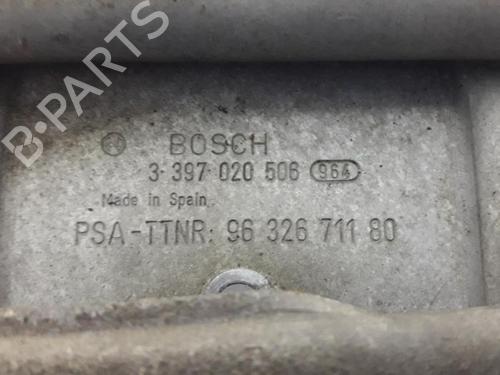 B-PARTS
BOSCH
3 397 020 506 964
Made in Spain
PSA-TTNR: 96 326 711 80